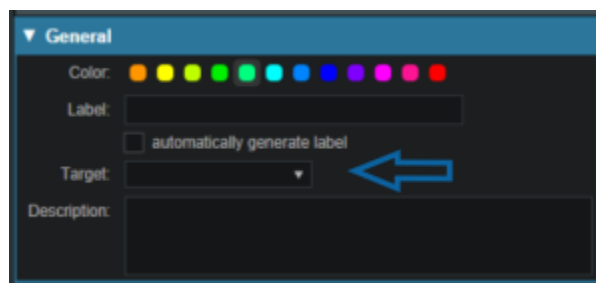 General
Color:
Label:
automatically generate label
Target:
Description: